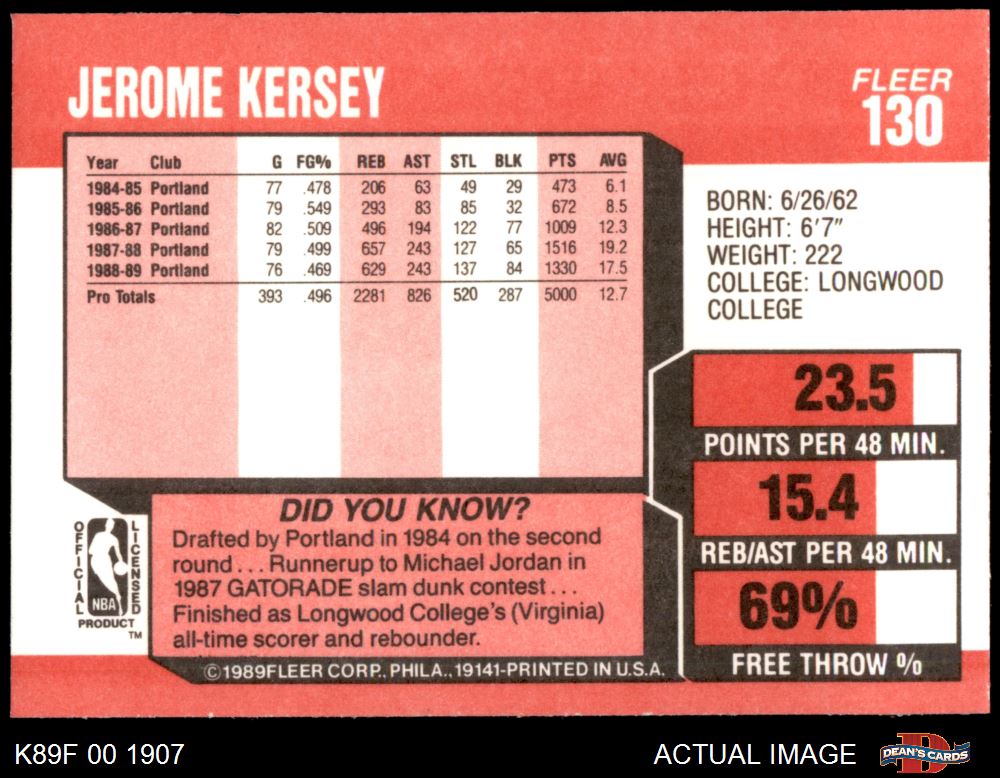 JEROME KERSEY
FLEER
130
Year Club G FG% REB AST STL BLK PTS AVG
1984-85 Portland 77 .478 206 63 49 29 473 6.1
1985-86 Portland 79 .549 293 83 85 32 672 8.5
1986-87 Portland 82 .509 496 194 122 77 1009 12.3
1987-88 Portland 79 .499 657 243 127 65 1516 19.2
1988-89 Portland 76 .469 629 243 137 84 1330 17.5
Pro Totals 393 .496 2281 826 520 287 5000 12.7
BORN: 6/26/62
HEIGHT: 6'7"
WEIGHT: 222
COLLEGE: LONGWOOD
COLLEGE
23.5
POINTS PER 48 MIN.
15.4
REB/AST PER 48 MIN.
69%
FREE THROW %
DID YOU KNOW?
Drafted by Portland in 1984 on the second
round... Runnerup to Michael Jordan in
1987 GATORADE slam dunk contest...
Finished as Longwood College's (Virginia)
all-time scorer and rebounder.
OFFICIAL
NBA
LICENSED
PRODUCT
™
©1989FLEER CORP., PHILA., 19141-PRINTED IN U.S.A.
K89F 00 1907
ACTUAL IMAGE
DEAN'S CARDS